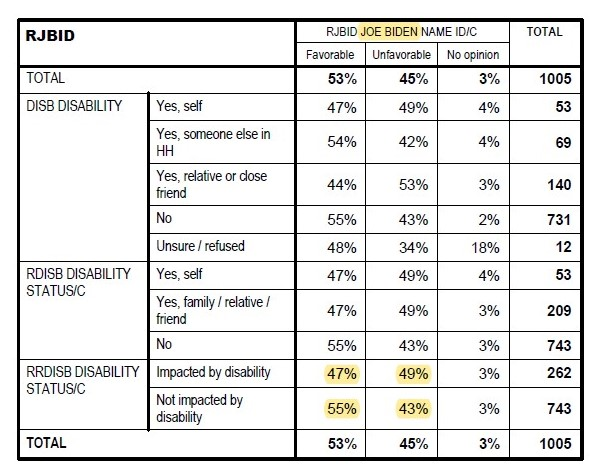 RJBID RJBID JOE BIDEN NAME ID/C TOTAL
Favorable Unfavorable No opinion
TOTAL 53% 45% 3% 1005
DISB DISABILITY Yes, self 47% 49% 4% 53
Yes, someone else in
HH 54% 42% 4% 69
Yes, relative or close
friend 44% 53% 3% 140
No 55% 43% 2% 731
Unsure / refused 48% 34% 18% 12
RDISB DISABILITY
STATUS/C Yes, self 47% 49% 4% 53
Yes, family / relative /
friend 47% 49% 3% 209
No 55% 43% 3% 743
RRDISB DISABILITY
STATUS/C Impacted by disability 47% 49% 3% 262
Not impacted by
disability 55% 43% 3% 743
TOTAL 53% 45% 3% 1005